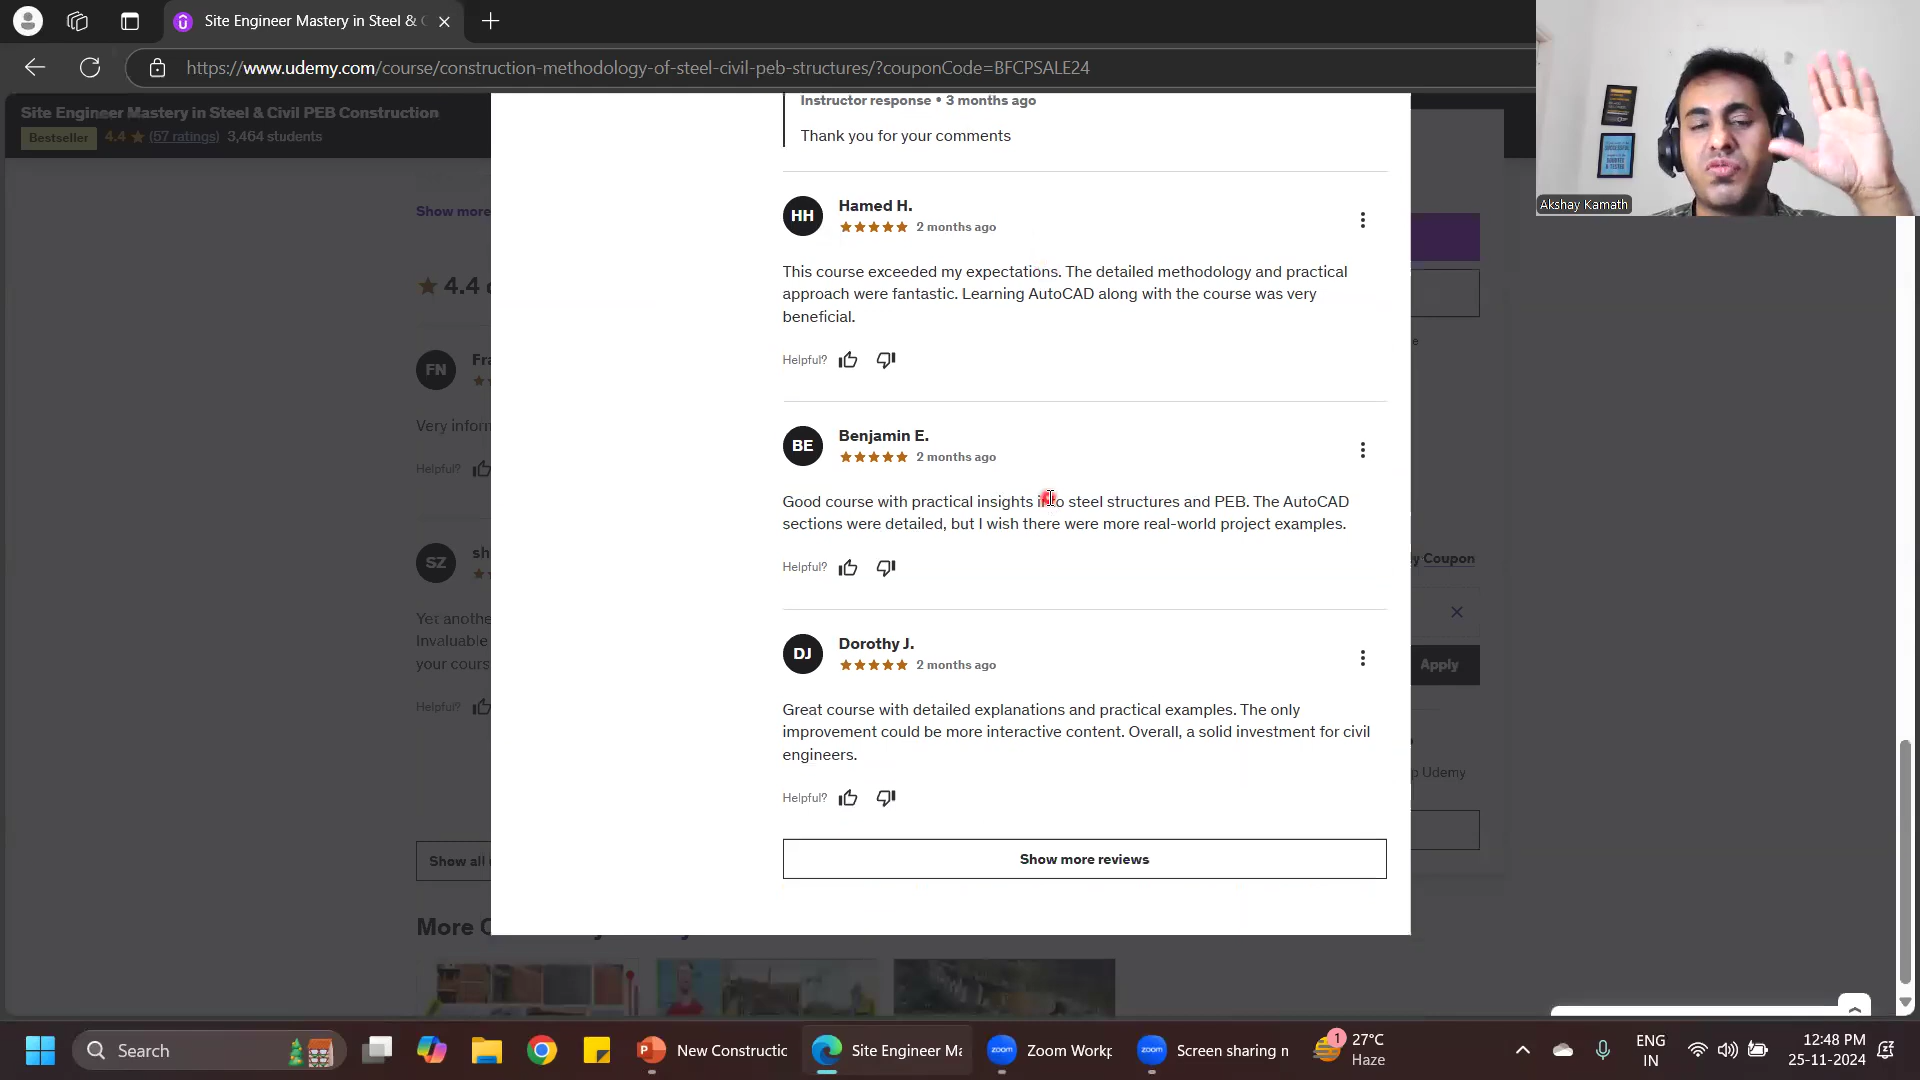 Site Engineer Mastery in Steel & C
https://www.udemy.com/course/construction-methodology-of-steel-civil-peb-structures/?couponCode=BFCPSALE24
Akshay Kamath
Site Engineer Mastery in Steel & Civil PEB Construction
Bestseller 4.4 (57 ratings) 3,464 students
Instructor response • 3 months ago
Thank you for your comments
Show more
HH
Hamed H.
2 months ago
This course exceeded my expectations. The detailed methodology and practical
approach were fantastic. Learning AutoCAD along with the course was very
beneficial.
Helpful?
4.4
FN
Fra
Very inforn
Helpful?
BE
Benjamin E.
2 months ago
Good course with practical insights into steel structures and PEB. The AutoCAD
sections were detailed, but I wish there were more real-world project examples.
Helpful?
SZ
sh
Yet anothe
Invaluable
your cours
Helpful?
y Coupon
Apply
p Udemy
DJ
Dorothy J.
2 months ago
Great course with detailed explanations and practical examples. The only
improvement could be more interactive content. Overall, a solid investment for civil
engineers.
Helpful?
Show more reviews
Show all
More C
Search
P
New Constructic
Site Engineer Ma
zoom
Zoom Workp
zoom
Screen sharing n
1
27°C
Haze
ENG
IN
12:48 PM
25-11-2024